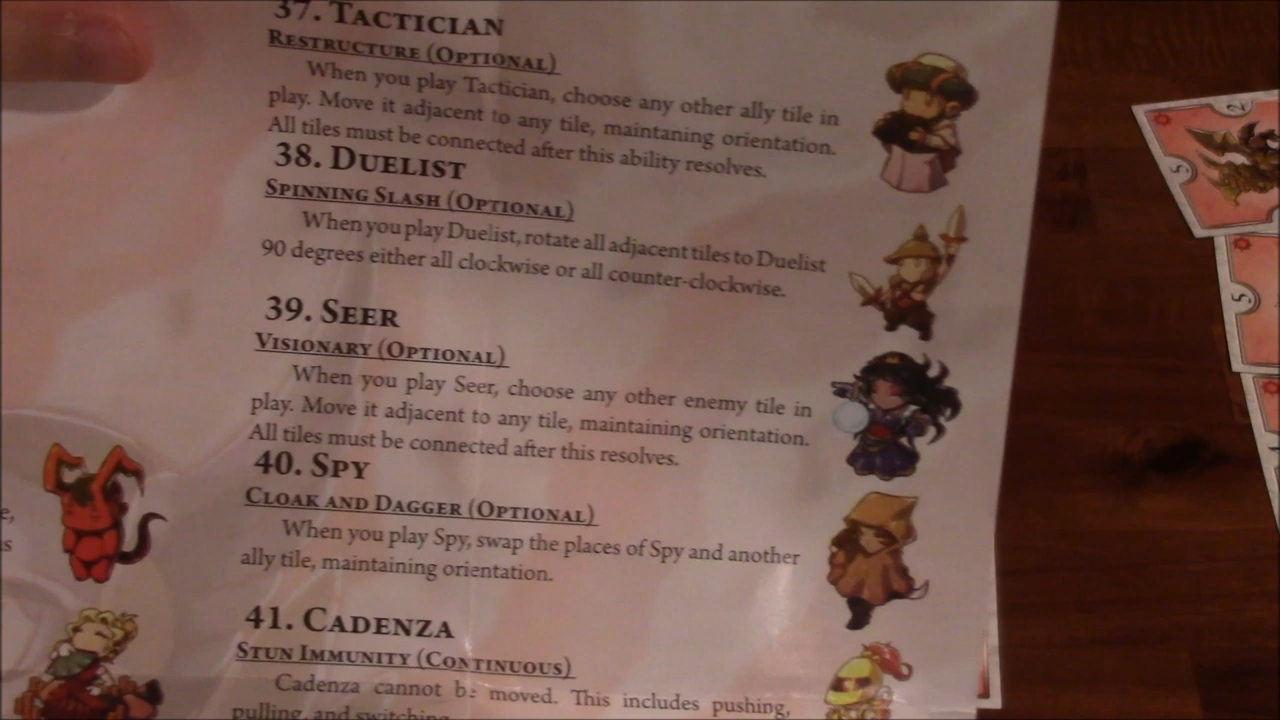 37. Tactician
Restructure (Optional)
When you play Tactician, choose any other ally tile in
play. Move it adjacent to any tile, maintaning orientation.
All tiles must be connected after this ability resolves.
38. Duelist
Spinning Slash (Optional)
When you play Duelist, rotate all adjacent tiles to Duelist
90 degrees either all clockwise or all counter-clockwise.
39. Seer
Visionary (Optional)
When you play Seer, choose any other enemy tile in
play. Move it adjacent to any tile, maintaining orientation.
All tiles must be connected after this resolves.
40. Spy
Cloak and Dagger (Optional)
When you play Spy, swap the places of Spy and another
ally tile, maintaining orientation.
41. Cadenza
Stun Immunity (Continuous)
Cadenza cannot be moved. This includes pushing,
pulling, and switching.
2
5
5